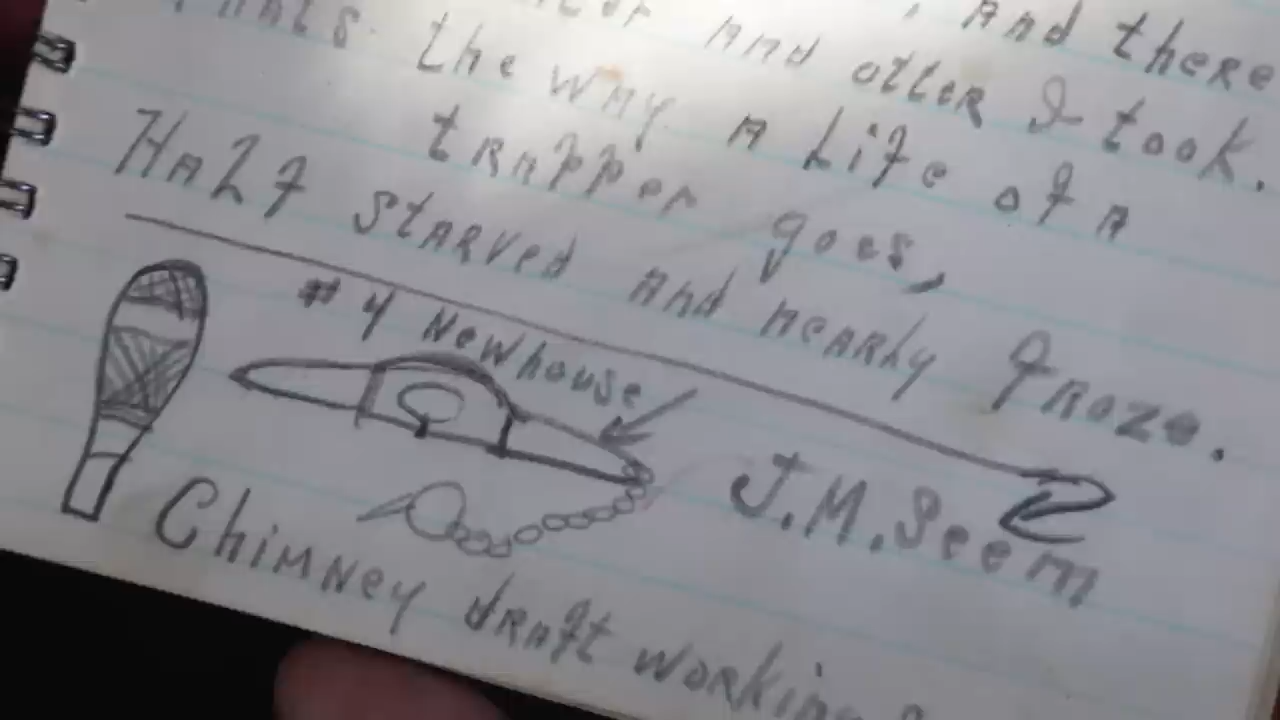 and there
and otter I took.
Thats the way a Life of a
trapper goes,
Half starved and nearly froze.
#4 Newhouse
J.M. Seem
Chimney draft working